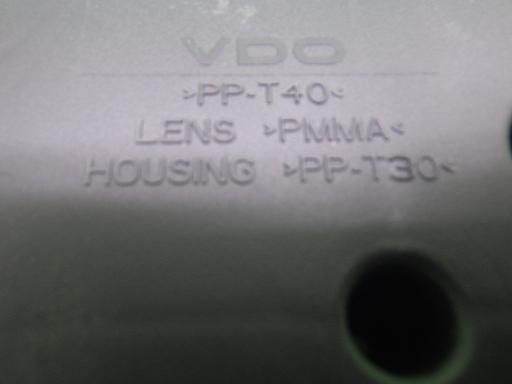 VDO
>PP-T40<
LENS >PMMA<
HOUSING >PP-T30<